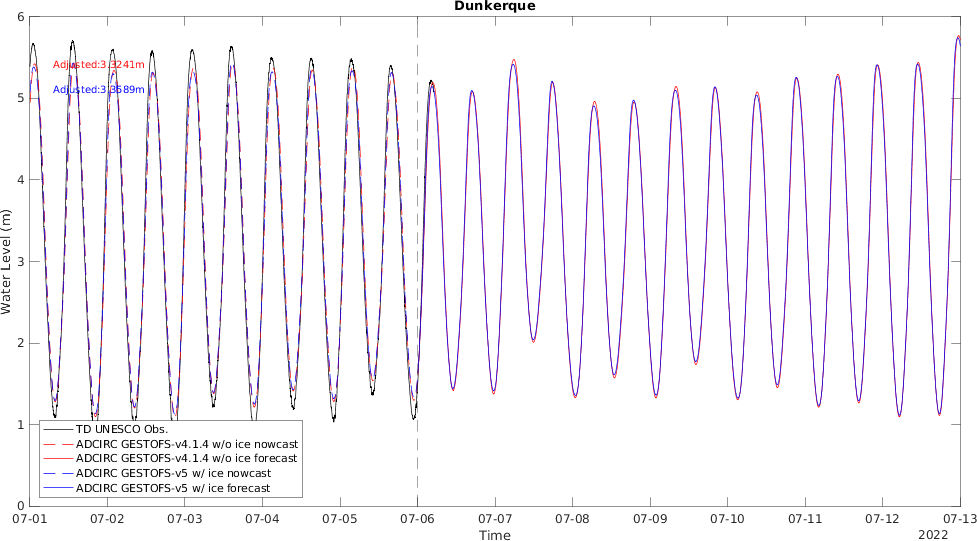 Dunkerque
Adjusted:3.3241m
Adjusted:3.3589m
Water Level (m)
6
5
4
3
2
1
0
TD UNESCO Obs.
ADCIRC GESTOFS-v4.1.4 w/o ice nowcast
ADCIRC GESTOFS-v4.1.4 w/o ice forecast
ADCIRC GESTOFS-v5 w/ ice nowcast
ADCIRC GESTOFS-v5 w/ ice forecast
07-01 07-02 07-03 07-04 07-05 07-06 07-07 07-08 07-09 07-10 07-11 07-12 07-13
Time
2022